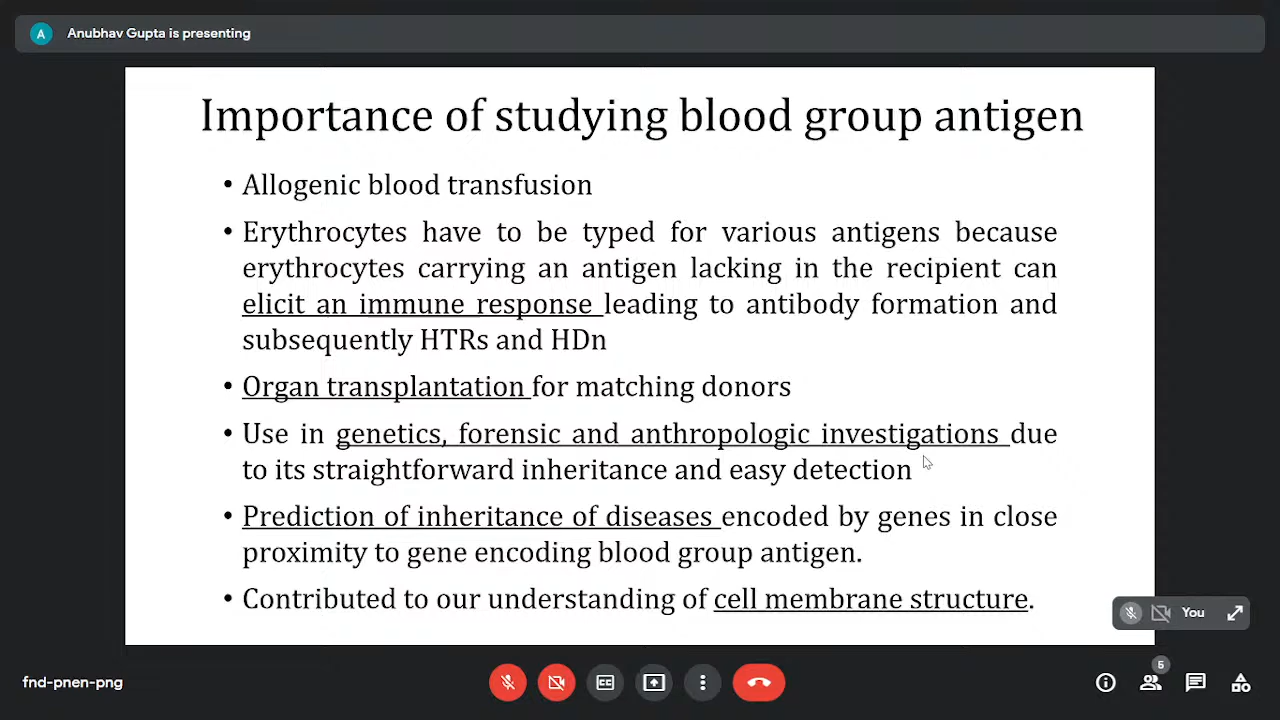 A Anubhav Gupta is presenting
Importance of studying blood group antigen
• Allogenic blood transfusion
• Erythrocytes have to be typed for various antigens because
erythrocytes carrying an antigen lacking in the recipient can
elicit an immune response leading to antibody formation and
subsequently HTRs and HDn
• Organ transplantation for matching donors
• Use in genetics, forensic and anthropologic investigations due
to its straightforward inheritance and easy detection
• Prediction of inheritance of diseases encoded by genes in close
proximity to gene encoding blood group antigen.
• Contributed to our understanding of cell membrane structure.
You
fnd-pnen-png
CC
5